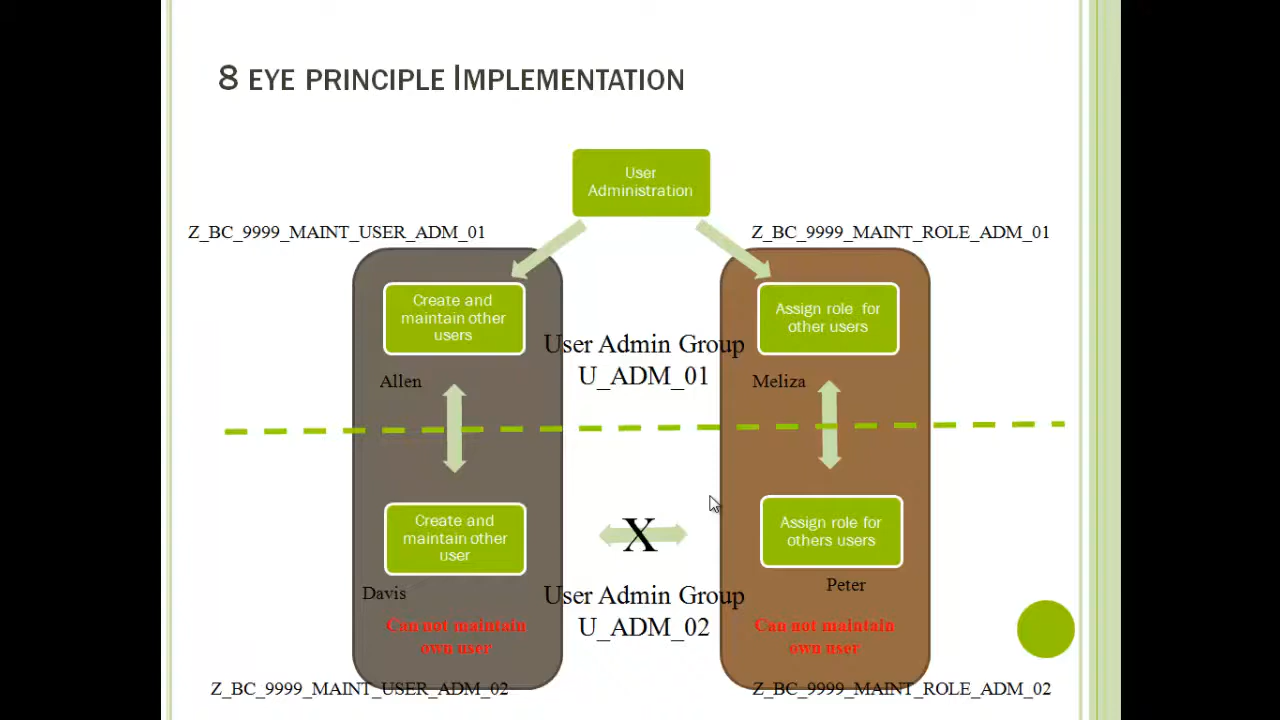 8 EYE PRINCIPLE IMPLEMENTATION
User
Administration
Z_BC_9999_MAINT_USER_ADM_01
Z_BC_9999_MAINT_ROLE_ADM_01
Create and
maintain other
users
Assign role for
other users
User Admin Group
U_ADM_01
Allen
Meliza
Create and
maintain other
user
Assign role for
others users
X
Davis
Peter
User Admin Group
U_ADM_02
Can not maintain
own user
Can not maintain
own user
Z_BC_9999_MAINT_USER_ADM_02
Z_BC_9999_MAINT_ROLE_ADM_02